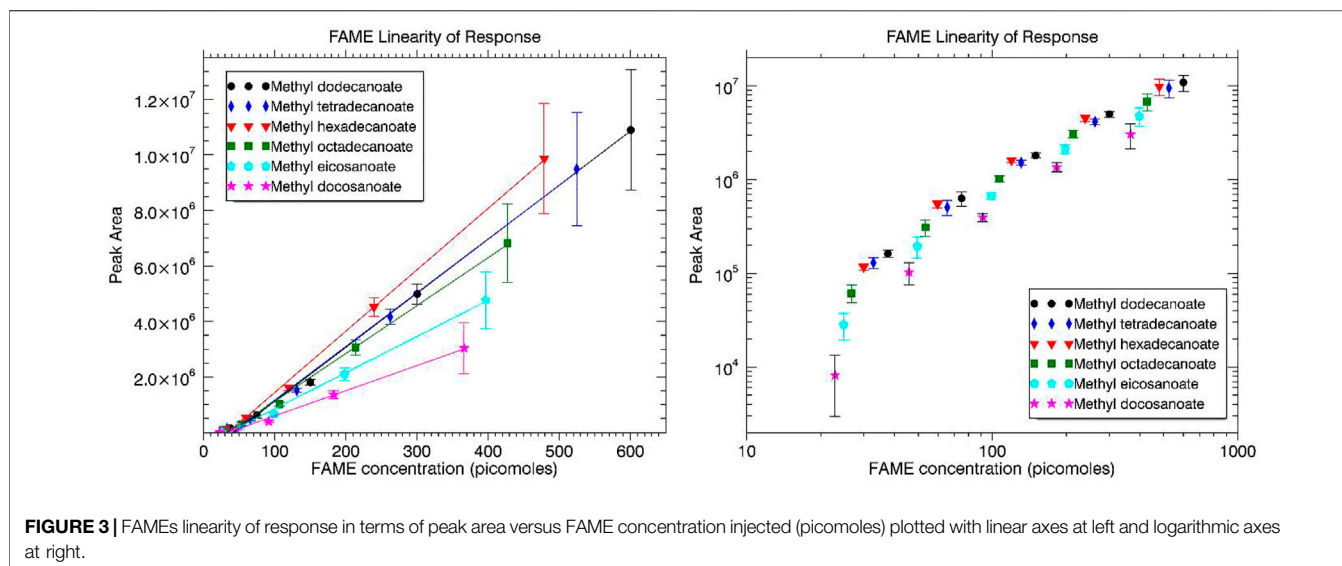 FAME Linearity of Response
Methyl dodecanoate
Methyl tetradecanoate
Methyl hexadecanoate
Methyl octadecanoate
Methyl eicosanoate
Methyl docosanoate
1.2×10⁷
1.0×10⁷
8.0×10⁶
6.0×10⁶
4.0×10⁶
2.0×10⁶
Peak Area
0 100 200 300 400 500 600
FAME concentration (picomoles)
FAME Linearity of Response
10⁷
10⁶
10⁵
10⁴
Peak Area
Methyl dodecanoate
Methyl tetradecanoate
Methyl hexadecanoate
Methyl octadecanoate
Methyl eicosanoate
Methyl docosanoate
10 100 1000
FAME concentration (picomoles)
FIGURE 3 | FAMEs linearity of response in terms of peak area versus FAME concentration injected (picomoles) plotted with linear axes at left and logarithmic axes
at right.